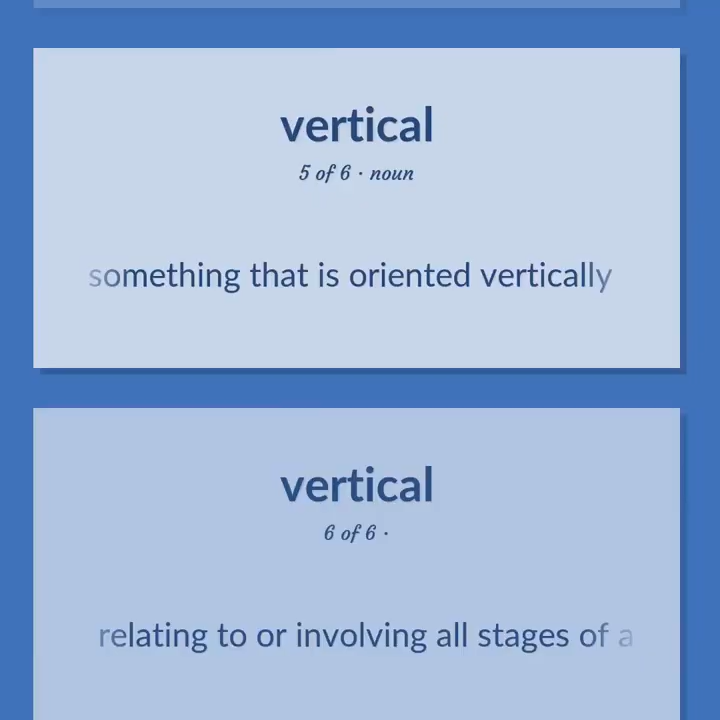 vertical
5 of 6 · noun
something that is oriented vertically
vertical
6 of 6 ·
relating to or involving all stages of a